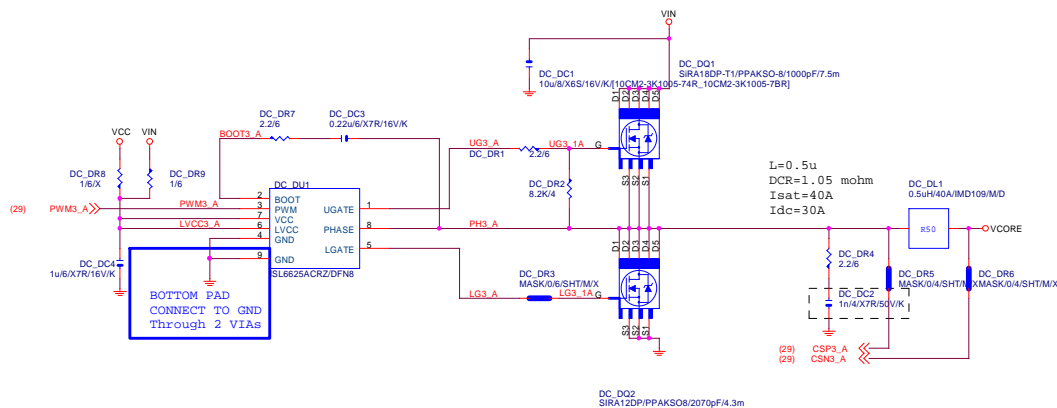 VIN
DC_DC1
10u/8/X6S/16V/K/[10CM2-3K1005-74R_10CM2-3K1005-7BR]
DC_DQ1
SiRA18DP-T1/PPAKSO-8/1000pF/7.5m
D1
D2
D3
D4
D5
G
S3
S2
S1
VCC
VIN
DC_DR8
1/6/X
DC_DR9
1/6
BOOT3_A
DC_DR7
2.2/6
DC_DC3
0.22u/6/X7R/16V/K
UG3_A
DC_DR1
2.2/6
UG3_1A
DC_DR2
8.2K/4
DC_DU1
2
BOOT
3
PWM
7
VCC
6
LVCC
4
GND
9
GND
UGATE
1
PHASE
8
LGATE
5
ISL6625ACRZ/DFN8
(29)
PWM3_A
PWM3_A
LVCC3_A
PH3_A
DC_DC4
1u/6/X7R/16V/K
BOTTOM PAD
CONNECT TO GND
Through 2 VIAs
LG3_A
DC_DR3
MASK/0/6/SHT/M/X
LG3_1A
D1
D2
D3
D4
D5
G
S3
S2
S1
DC_DQ2
SIRA12DP/PPAKSO8/2070pF/4.3m
L=0.5u
DCR=1.05 mohm
Isat=40A
Idc=30A
DC_DL1
0.5uH/40A/IMD109/M/D
R50
VCORE
DC_DR4
2.2/6
DC_DC2
1n/4/X7R/50V/K
DC_DR5
MASK/0/4/SHT/M/X
DC_DR6
MASK/0/4/SHT/M/X
(29)
CSP3_A
(29)
CSN3_A